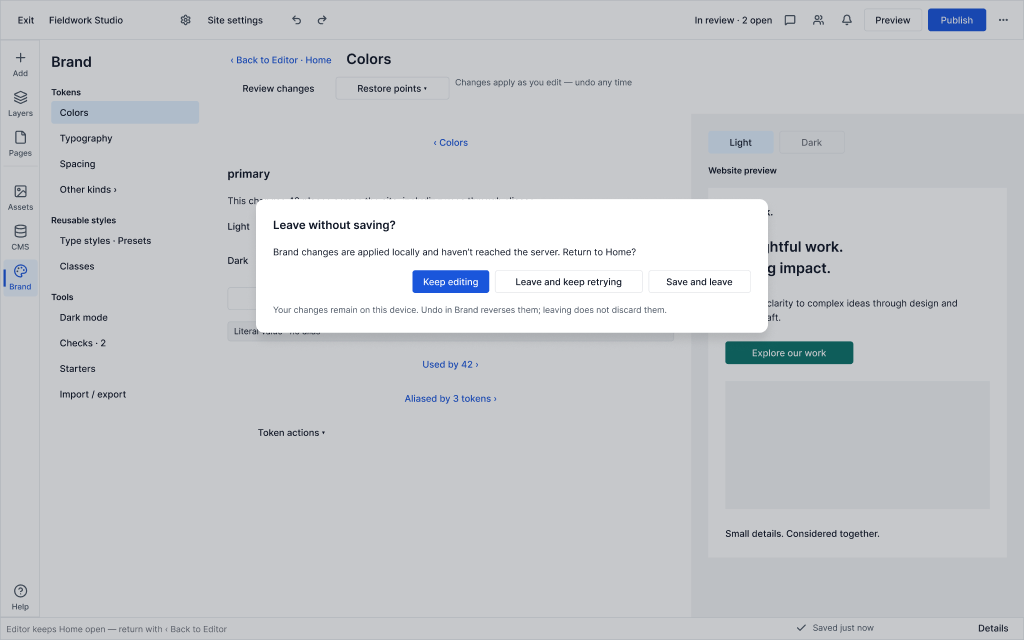 Exit
Fieldwork Studio
Site settings
In review · 2 open
Preview
Publish
Add
Layers
Pages
Assets
CMS
Brand
Help
Brand
Tokens
Colors
Typography
Spacing
Other kinds ›
Reusable styles
Type styles · Presets
Classes
Tools
Dark mode
Checks · 2
Starters
Import / export
‹ Back to Editor · Home
Colors
Review changes
Restore points ▾
Changes apply as you edit — undo any time
‹ Colors
primary
Light
Dark
Leave without saving?
Brand changes are applied locally and haven't reached the server. Return to Home?
Keep editing
Leave and keep retrying
Save and leave
Your changes remain on this device. Undo in Brand reverses them; leaving does not discard them.
Used by 42 ›
Aliased by 3 tokens ›
Token actions ▾
Light
Dark
Website preview
work.
impact.
clarity to complex ideas through design and
Explore our work
Small details. Considered together.
Editor keeps Home open — return with ‹ Back to Editor
Saved just now
Details